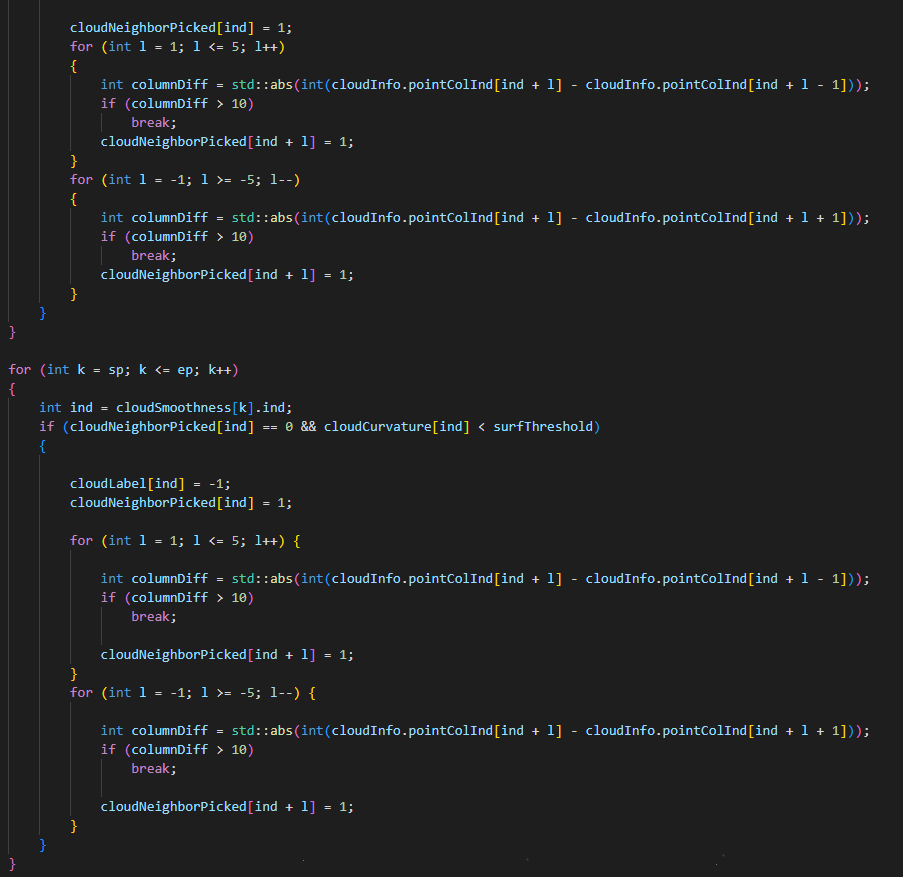 cloudNeighborPicked[ind] = 1;
for (int l = 1; l <= 5; l++)
{
int columnDiff = std::abs(int(cloudInfo.pointColInd[ind + l] - cloudInfo.pointColInd[ind + l - 1]));
if (columnDiff > 10)
break;
cloudNeighborPicked[ind + l] = 1;
}
for (int l = -1; l >= -5; l--)
{
int columnDiff = std::abs(int(cloudInfo.pointColInd[ind + l] - cloudInfo.pointColInd[ind + l + 1]));
if (columnDiff > 10)
break;
cloudNeighborPicked[ind + l] = 1;
}
}
}
for (int k = sp; k <= ep; k++)
{
int ind = cloudSmoothness[k].ind;
if (cloudNeighborPicked[ind] == 0 && cloudCurvature[ind] < surfThreshold)
{
cloudLabel[ind] = -1;
cloudNeighborPicked[ind] = 1;
for (int l = 1; l <= 5; l++) {
int columnDiff = std::abs(int(cloudInfo.pointColInd[ind + l] - cloudInfo.pointColInd[ind + l - 1]));
if (columnDiff > 10)
break;
cloudNeighborPicked[ind + l] = 1;
}
for (int l = -1; l >= -5; l--) {
int columnDiff = std::abs(int(cloudInfo.pointColInd[ind + l] - cloudInfo.pointColInd[ind + l + 1]));
if (columnDiff > 10)
break;
cloudNeighborPicked[ind + l] = 1;
}
}
}